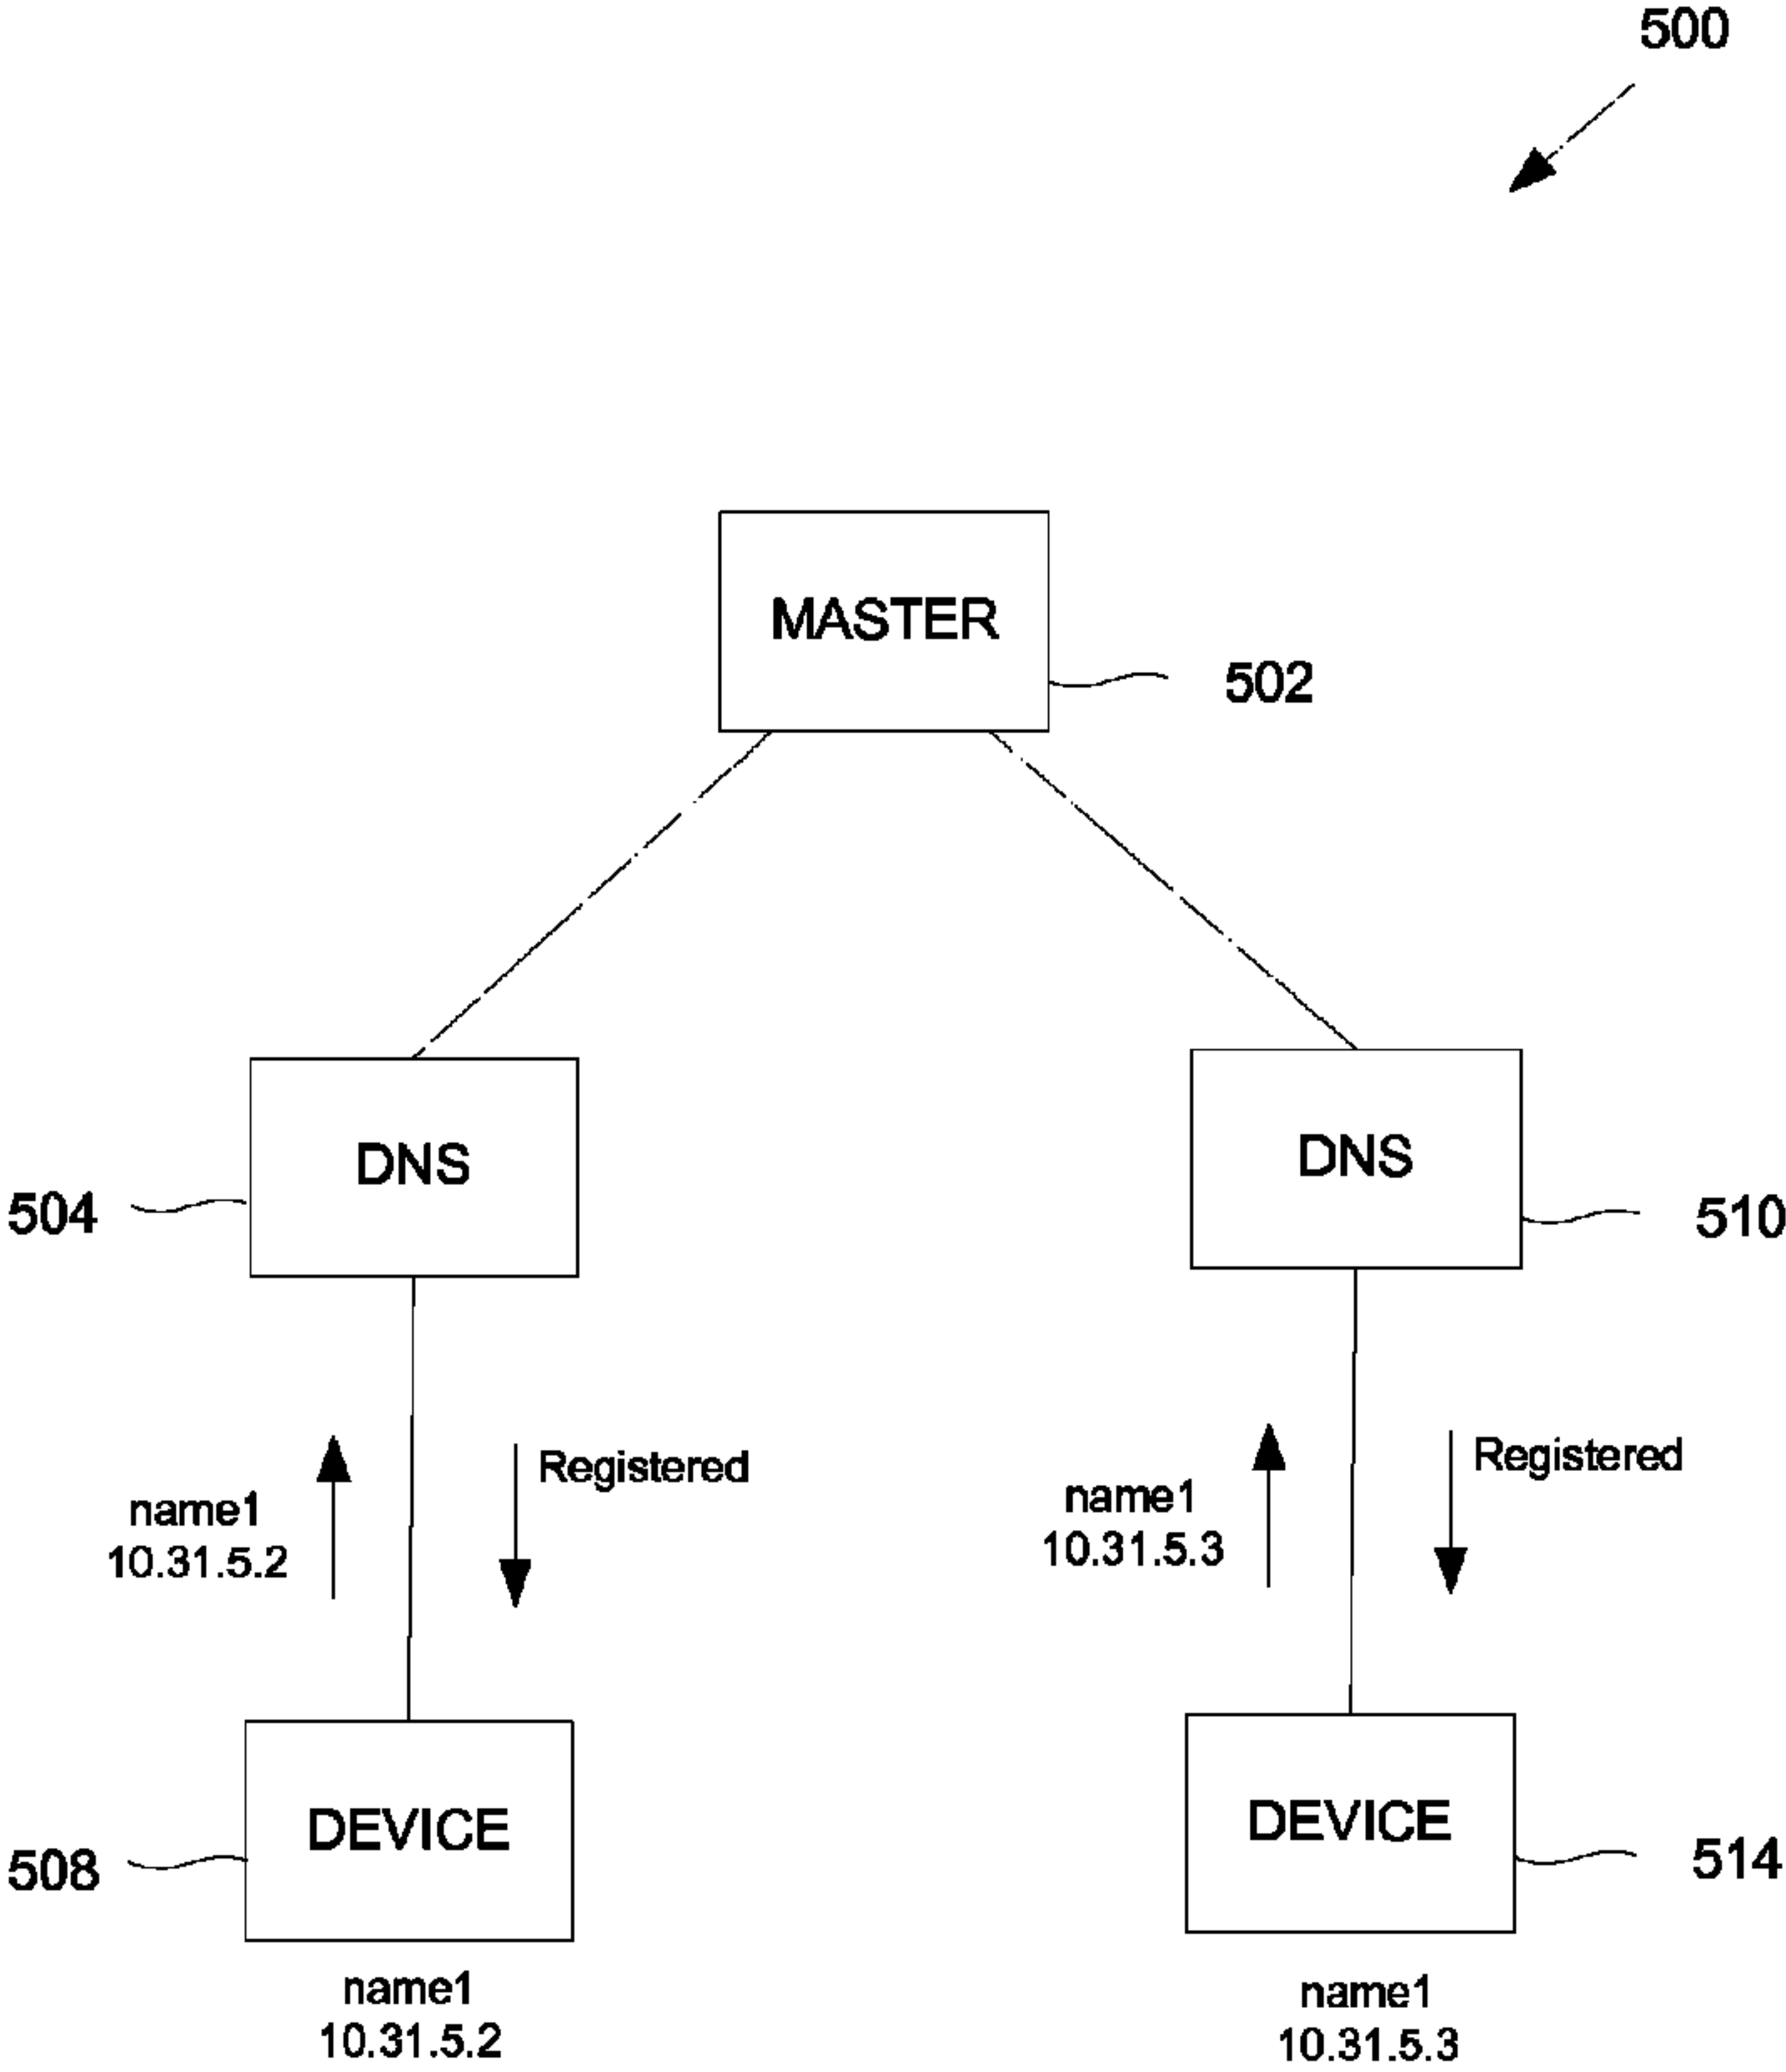 500
MASTER
502
DNS
504
DNS
510
name1
10.31.5.2
Registered
name1
10.31.5.3
Registered
DEVICE
508
name1
10.31.5.2
DEVICE
514
name1
10.31.5.3